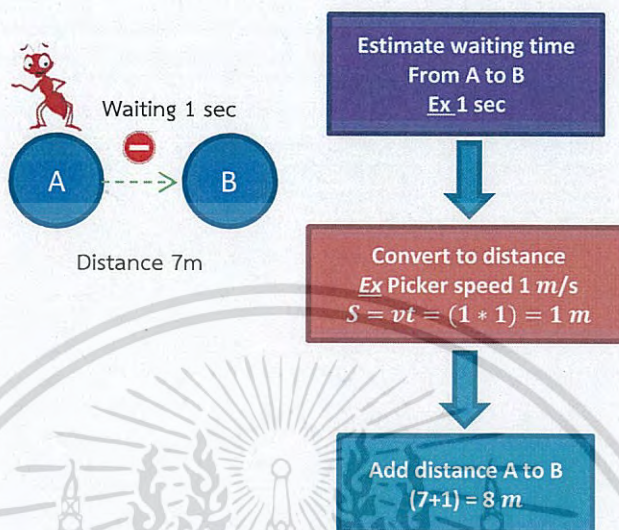 Waiting 1 sec
A
B
Distance 7m
Estimate waiting time
From A to B
Ex 1 sec
Convert to distance
Ex Picker speed 1 m/s
S = vt = (1 * 1) = 1 m
Add distance A to B
(7+1) = 8 m